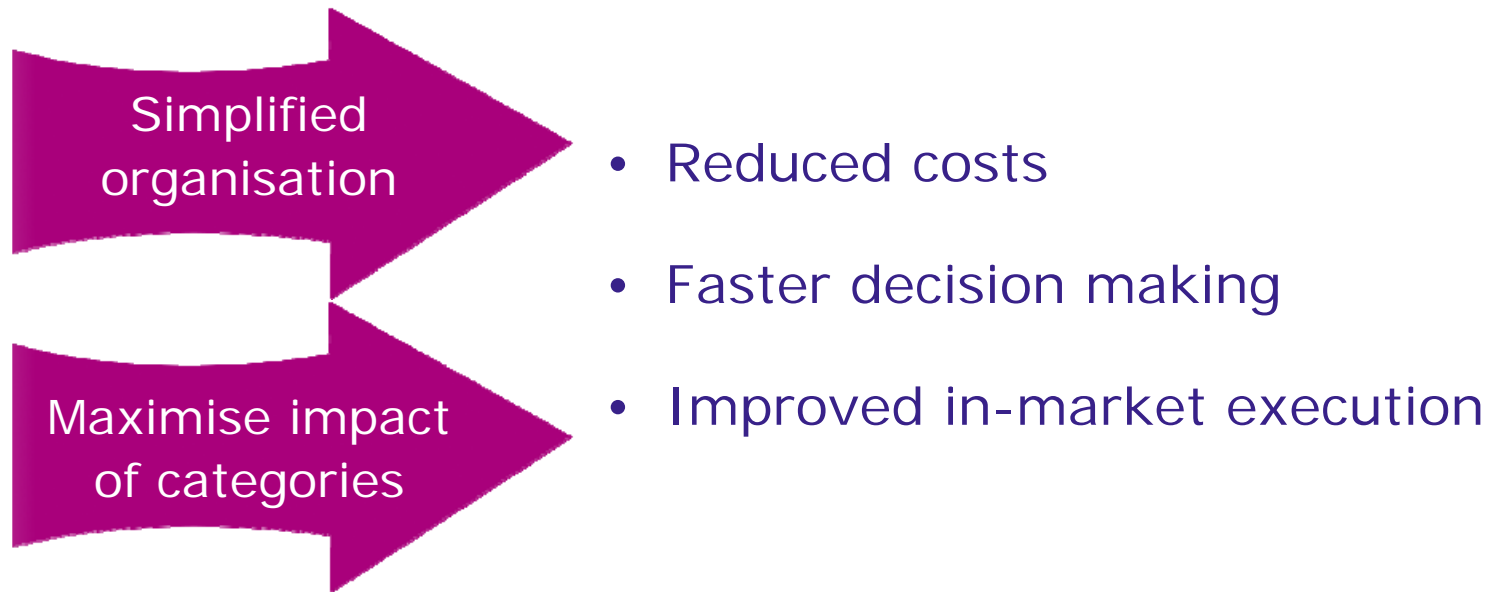 Simplified
organisation
Maximise impact
of categories
• Reduced costs
• Faster decision making
• Improved in-market execution